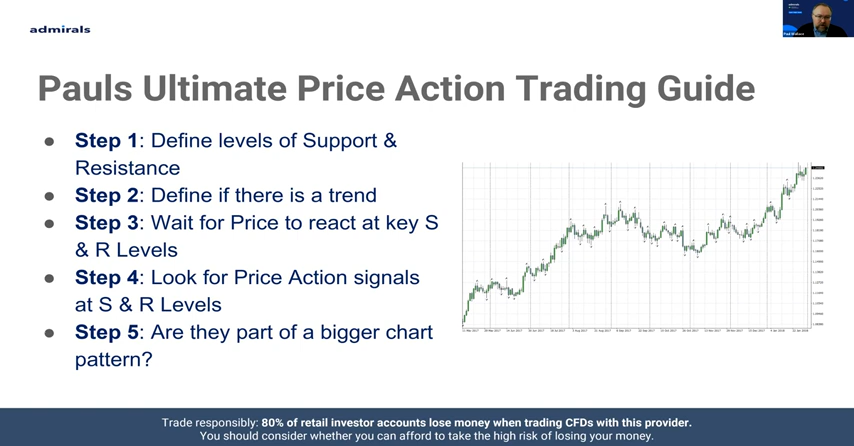 admirals
Paul Wallace
Pauls Ultimate Price Action Trading Guide
● Step 1: Define levels of Support &
Resistance
● Step 2: Define if there is a trend
● Step 3: Wait for Price to react at key S
& R Levels
● Step 4: Look for Price Action signals
at S & R Levels
● Step 5: Are they part of a bigger chart
pattern?
Trade responsibly: 80% of retail investor accounts lose money when trading CFDs with this provider.
You should consider whether you can afford to take the high risk of losing your money.